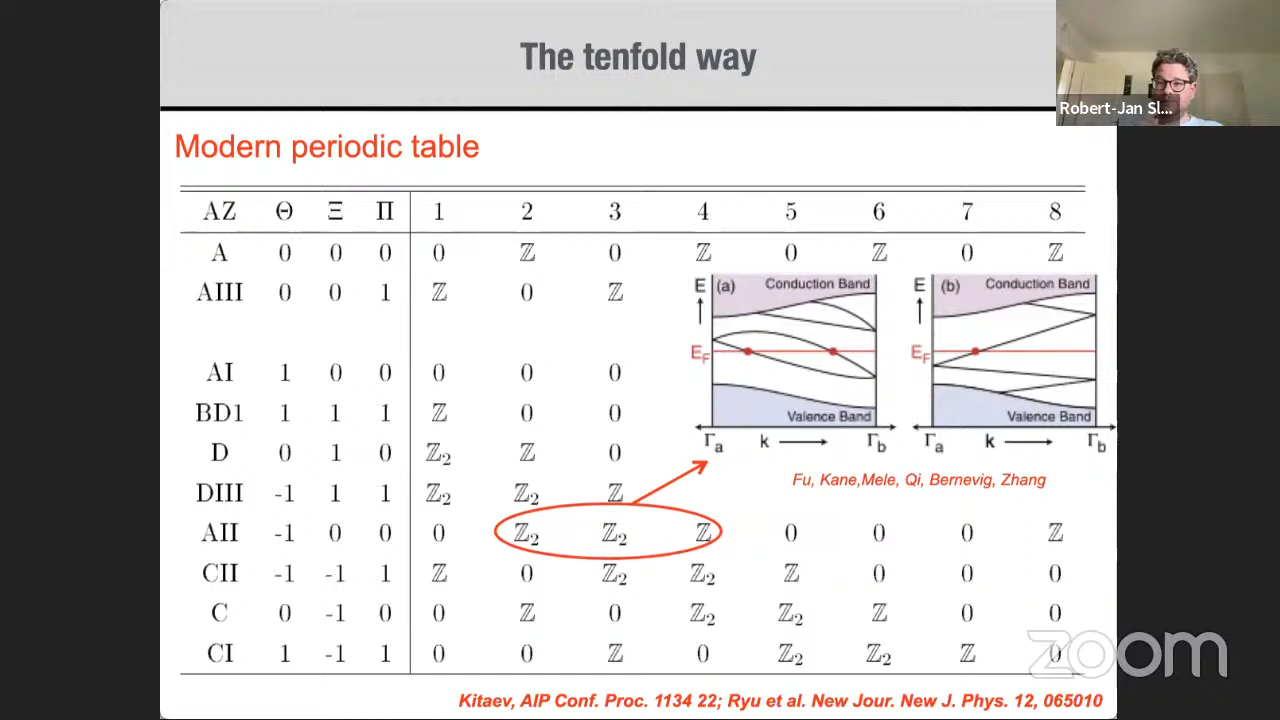 The tenfold way
Robert-Jan Sl...
Modern periodic table
AZ Θ Ξ Π 1 2 3 4 5 6 7 8
A 0 0 0 0 ℤ 0 ℤ 0 ℤ 0 ℤ
AIII 0 0 1 ℤ 0 ℤ
AI 1 0 0 0 0 0
BD1 1 1 1 ℤ 0 0
D 0 1 0 ℤ₂ ℤ 0
DIII -1 1 1 ℤ₂ ℤ₂ ℤ
AII -1 0 0 0 ℤ₂ ℤ₂ ℤ 0 0 0 ℤ
CII -1 -1 1 ℤ 0 ℤ₂ ℤ₂ ℤ 0 0 0
C 0 -1 0 0 ℤ 0 ℤ₂ ℤ₂ ℤ 0 0
CI 1 -1 1 0 0 ℤ 0 ℤ₂ ℤ₂ ℤ 0
E (a) Conduction Band
E_F
Valence Band
Γa k Γb
E (b) Conduction Band
E_F
Valence Band
Γa k Γb
Fu, Kane,Mele, Qi, Bernevig, Zhang
zoom
Kitaev, AIP Conf. Proc. 1134 22; Ryu et al. New Jour. New J. Phys. 12, 065010